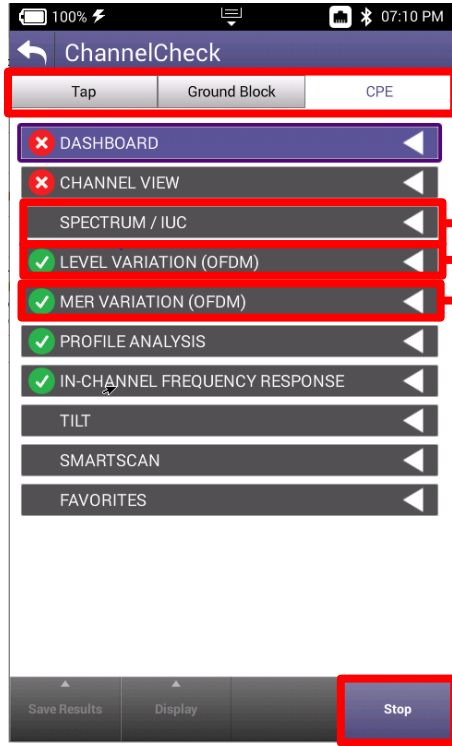 100% 07:10 PM
ChannelCheck
Tap Ground Block CPE
DASHBOARD
CHANNEL VIEW
SPECTRUM / IUC
LEVEL VARIATION (OFDM)
MER VARIATION (OFDM)
PROFILE ANALYSIS
IN-CHANNEL FREQUENCY RESPONSE
TILT
SMARTSCAN
FAVORITES
Save Results Display Stop